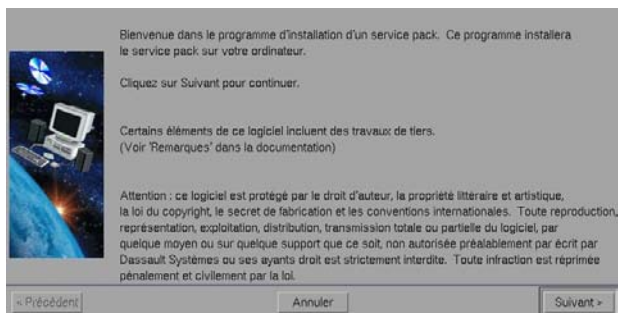 Bienvenue dans le programme d'installation d'un service pack. Ce programme installera
le service pack sur votre ordinateur.
Cliquez sur Suivant pour continuer.
Certains éléments de ce logiciel incluent des travaux de tiers.
(Voir 'Remarques' dans la documentation)
Attention : ce logiciel est protégé par le droit d'auteur, la propriété littéraire et artistique,
la loi du copyright, le secret de fabrication et les conventions internationales. Toute reproduction,
représentation, exploitation, distribution, transmission totale ou partielle du logiciel, par
quelque moyen ou sur quelque support que ce soit, non autorisée préalablement par écrit par
Dassault Systèmes ou ses ayants droit est strictement interdite. Toute infraction est réprimée
pénalement et civilement par la loi.
< Précédent Annuler Suivant >